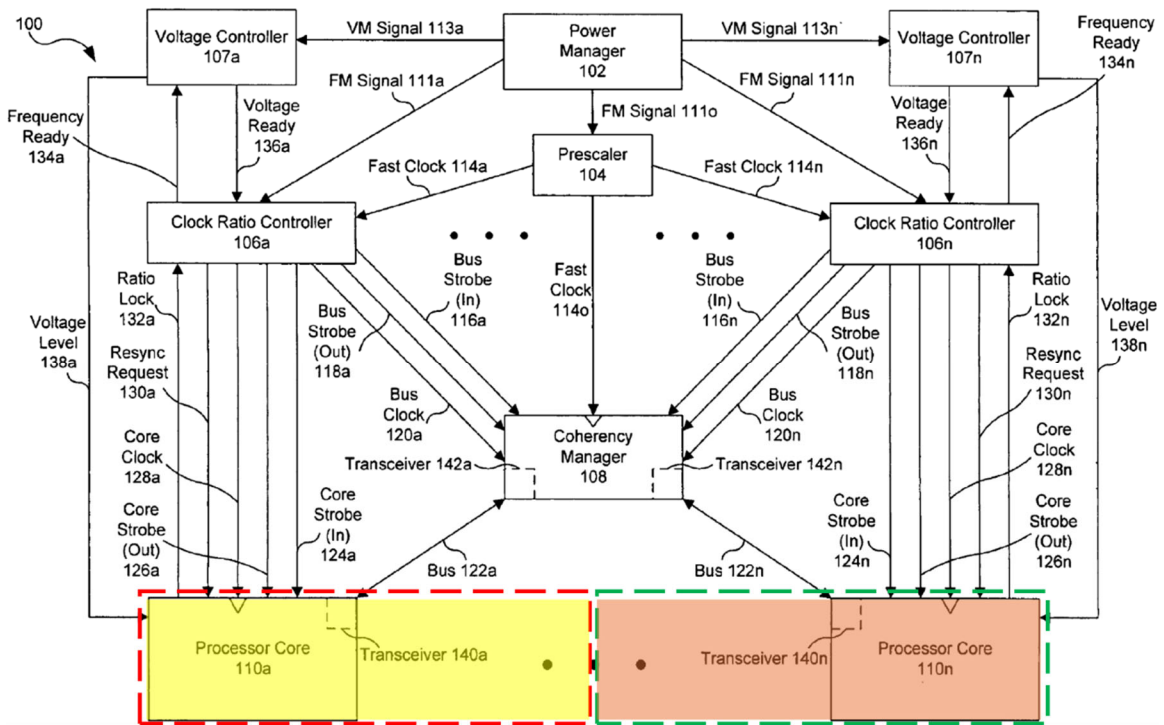 100
Voltage Controller
107a
VM Signal 113a
Power
Manager
102
VM Signal 113n
Voltage Controller
107n
Frequency
Ready
134n
FM Signal 111a
FM Signal 111n
FM Signal 111o
Frequency
Ready
134a
Voltage
Ready
136a
Voltage
Ready
136n
Prescaler
104
Fast Clock 114a
Fast Clock 114n
Clock Ratio Controller
106a
Clock Ratio Controller
106n
Ratio
Lock
132a
Bus
Strobe
(In)
116a
Fast
Clock
114o
Bus
Strobe
(In)
116n
Ratio
Lock
132n
Voltage
Level
138a
Bus
Strobe
(Out)
118a
Bus
Strobe
(Out)
118n
Voltage
Level
138n
Resync
Request
130a
Resync
Request
130n
Bus
Clock
120a
Bus
Clock
120n
Coherency
Manager
108
Core
Clock
128a
Core
Clock
128n
Transceiver 142a
Transceiver 142n
Core
Strobe
(Out)
126a
Core
Strobe
(In)
124a
Core
Strobe
(In)
124n
Core
Strobe
(Out)
126n
Bus 122a
Bus 122n
Processor Core
110a
Transceiver 140a
Transceiver 140n
Processor Core
110n